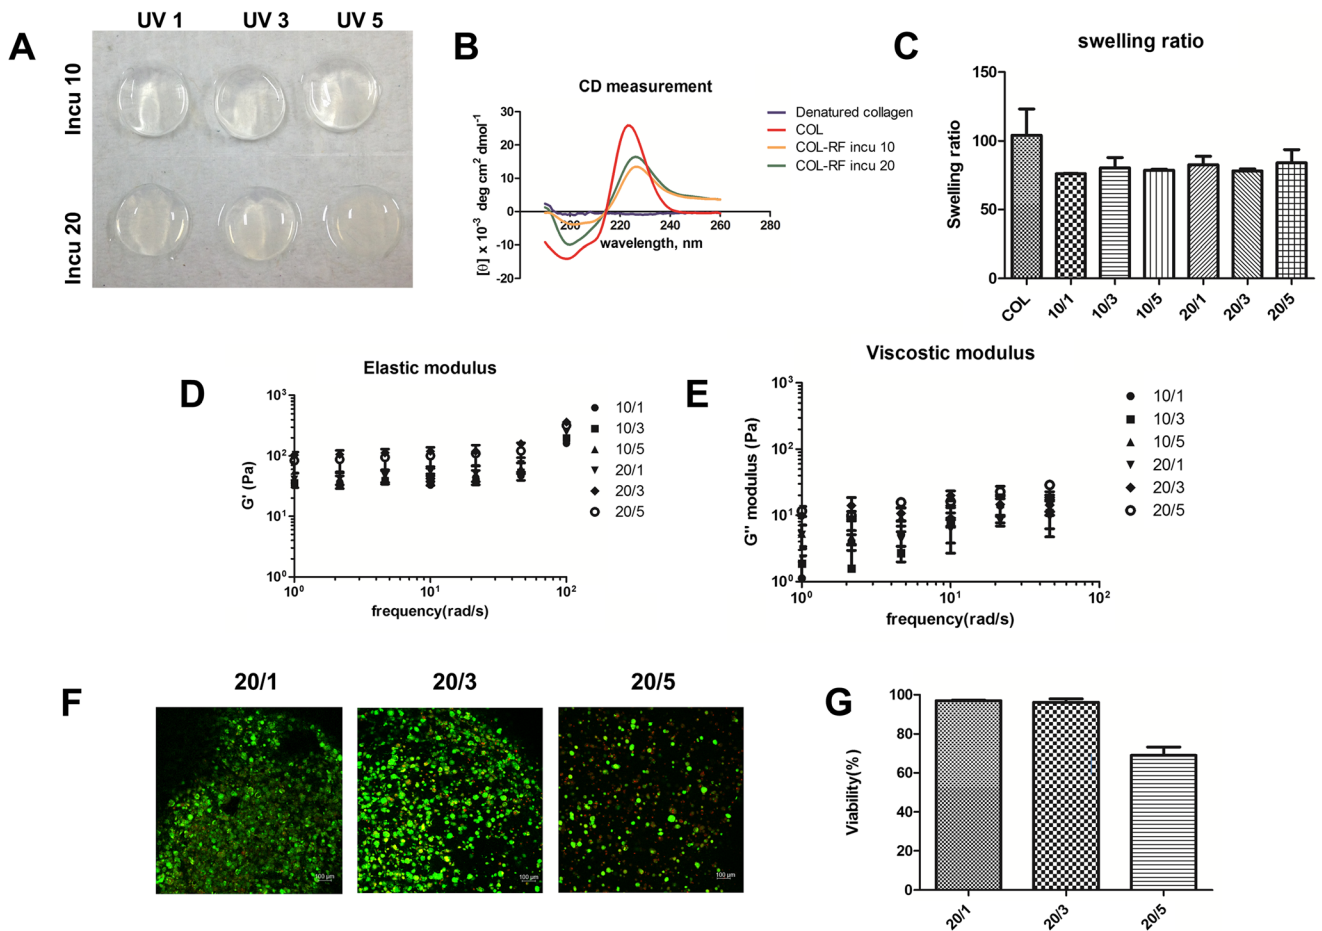 A
UV 1 UV 3 UV 5
Incu 10
Incu 20
B
CD measurement
[θ] x 10⁻³ deg cm² dmol⁻¹
30
20
10
0
-10
-20
200 220 240 260 280
wavelength, nm
Denatured collagen
COL
COL-RF incu 10
COL-RF incu 20
C
swelling ratio
Swelling ratio
150
100
50
0
COL 10/1 10/3 10/5 20/1 20/3 20/5
D
Elastic modulus
G' (Pa)
10³
10²
10¹
10⁰
10⁰ 10¹ 10²
frequency(rad/s)
10/1
10/3
10/5
20/1
20/3
20/5
E
Viscostic modulus
G'' modulus (Pa)
10³
10²
10¹
10⁰
10⁰ 10¹ 10²
frequency(rad/s)
10/1
10/3
10/5
20/1
20/3
20/5
F
20/1 20/3 20/5
100 µm 100 µm 100 µm
G
Viability(%)
100
80
60
40
20
0
20/1 20/3 20/5